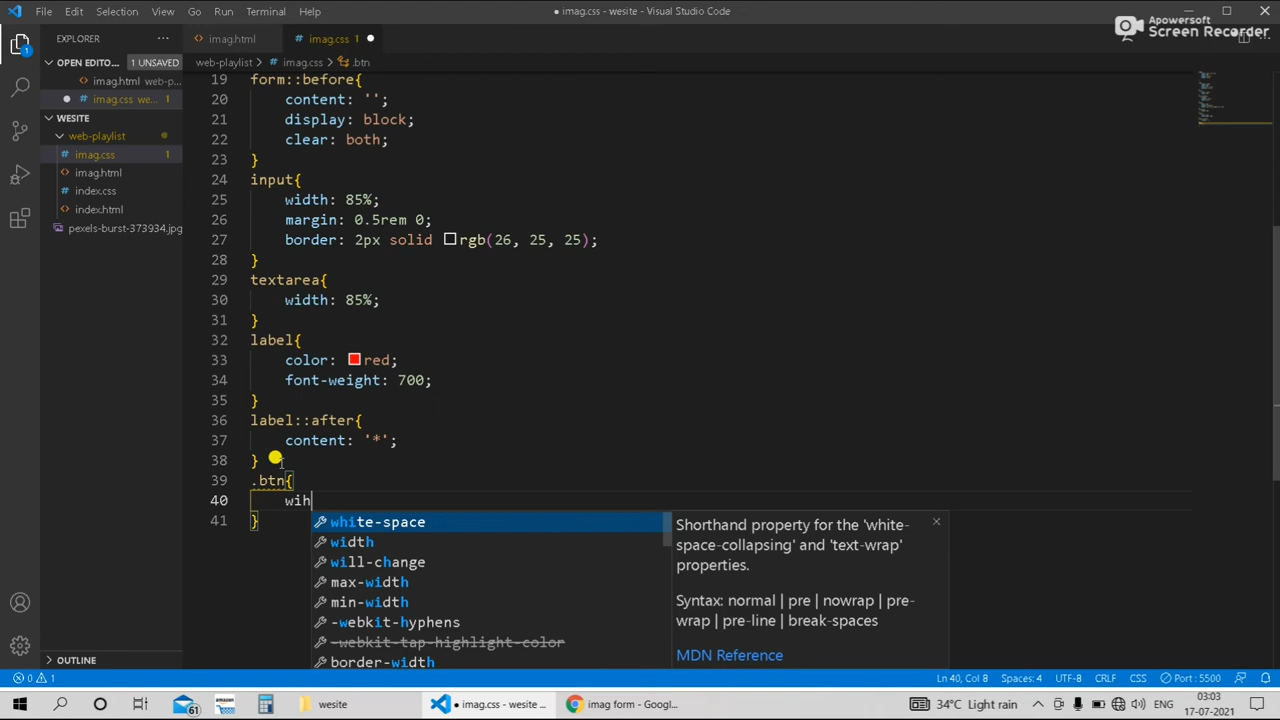 File Edit Selection View Go Run Terminal Help
● imag.css - wesite - Visual Studio Code
Apowersoft
Screen Recorder
EXPLORER ···
imag.html
# imag.css 1 ●
OPEN EDITO... 1 UNSAVED
web-playlist > # imag.css > .btn
imag.html web-p...
● # imag.css we... 1
WESITE
web-playlist
# imag.css 1
imag.html
# index.css
index.html
pexels-burst-373934.jpg
19 form::before{
20 content: '';
21 display: block;
22 clear: both;
23 }
24 input{
25 width: 85%;
26 margin: 0.5rem 0;
27 border: 2px solid rgb(26, 25, 25);
28 }
29 textarea{
30 width: 85%;
31 }
32 label{
33 color: red;
34 font-weight: 700;
35 }
36 label::after{
37 content: '*';
38 }
39 .btn{
40 wih
41 }
white-space
width
will-change
max-width
min-width
-webkit-hyphens
-webkit-tap-highlight-color
border-width
Shorthand property for the 'white-
space-collapsing' and 'text-wrap'
properties.
Syntax: normal | pre | nowrap | pre-
wrap | pre-line | break-spaces
MDN Reference
OUTLINE
0 1
Ln 40, Col 8 Spaces: 4 UTF-8 CRLF CSS Port : 5500
61
amazon
wesite
● imag.css - wesite - ...
imag form - Googl...
34°C Light rain
03:03
17-07-2021